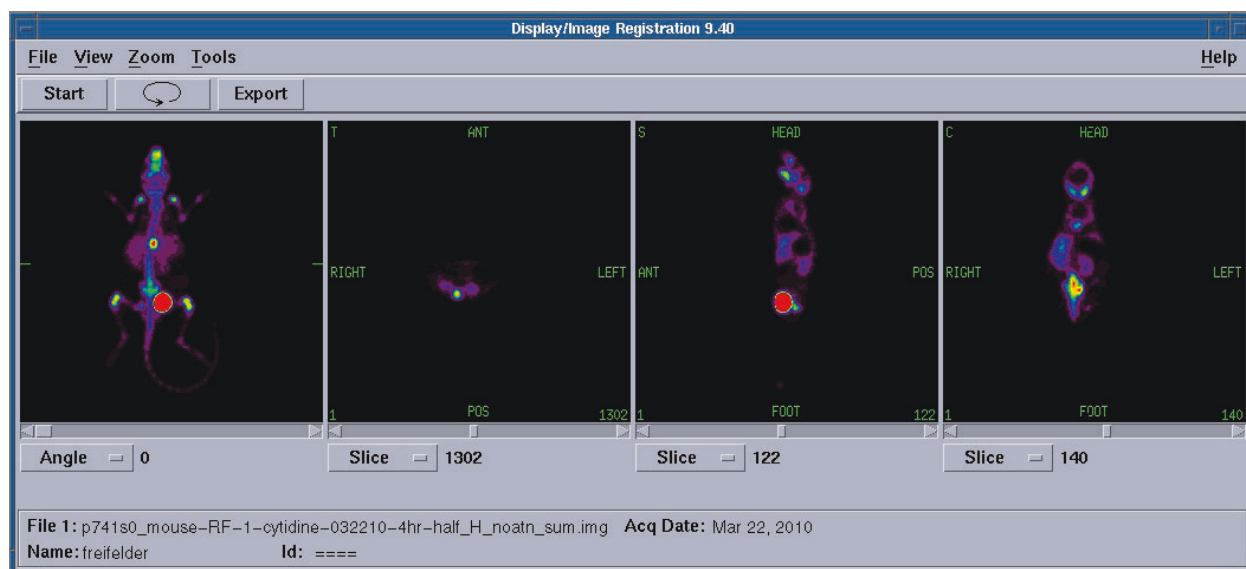 Display/Image Registration 9.40
File View Zoom Tools Help
Start Export
T ANT S HEAD C HEAD
RIGHT LEFT ANT POS RIGHT LEFT
1 POS 1302 1 FOOT 122 1 FOOT 140
Angle 0 Slice 1302 Slice 122 Slice 140
File 1: p741s0_mouse-RF-1-cytidine-032210-4hr-half_H_noatn_sum.img Acq Date: Mar 22, 2010
Name: freifelder Id: ====